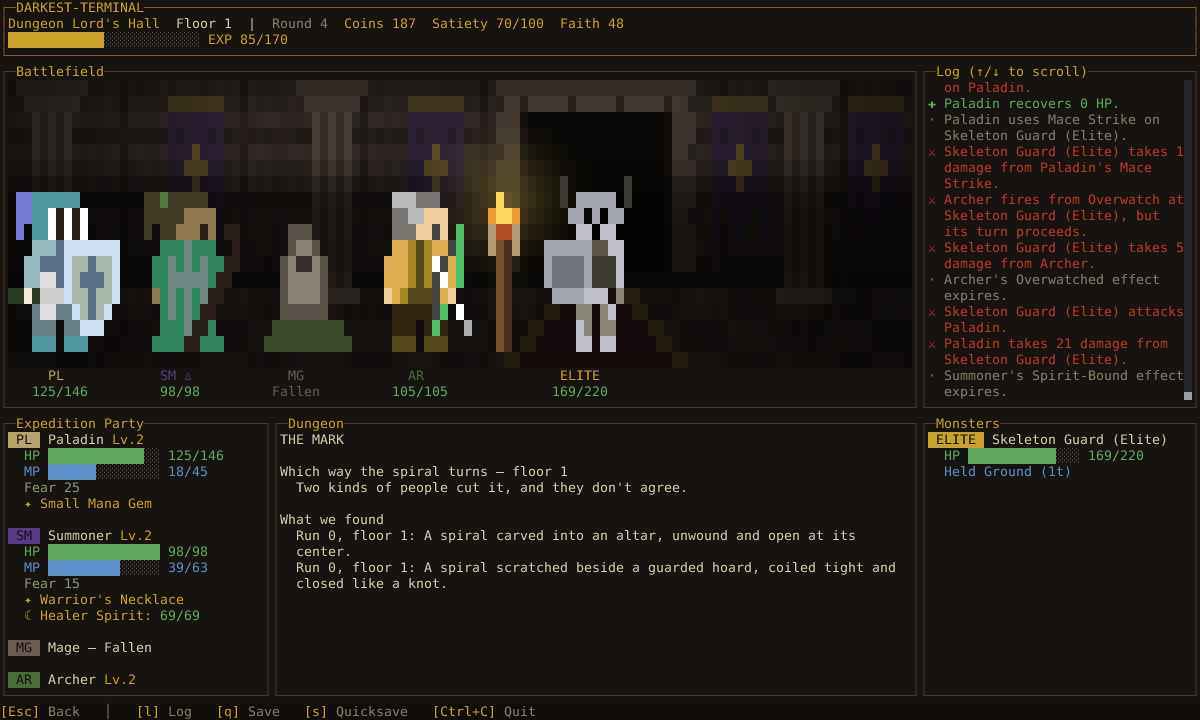 DARKEST-TERMINAL
Dungeon Lord's Hall  Floor 1  |  Round 4  Coins 187  Satiety 70/100  Faith 48
EXP 85/170
Battlefield
PL
125/146
SM ♙
98/98
MG
Fallen
AR
105/105
ELITE
169/220
Log (↑/↓ to scroll)
on Paladin.
✚ Paladin recovers 0 HP.
· Paladin uses Mace Strike on
Skeleton Guard (Elite).
⚔ Skeleton Guard (Elite) takes 1
damage from Paladin's Mace
Strike.
⚔ Archer fires from Overwatch at
Skeleton Guard (Elite), but
its turn proceeds.
⚔ Skeleton Guard (Elite) takes 5
damage from Archer.
· Archer's Overwatched effect
expires.
⚔ Skeleton Guard (Elite) attacks
Paladin.
⚔ Paladin takes 21 damage from
Skeleton Guard (Elite).
· Summoner's Spirit-Bound effect
expires.
Expedition Party
PL Paladin Lv.2
HP 125/146
MP 18/45
Fear 25
✦ Small Mana Gem
SM Summoner Lv.2
HP 98/98
MP 39/63
Fear 15
✦ Warrior's Necklace
☾ Healer Spirit: 69/69
MG Mage — Fallen
AR Archer Lv.2
Dungeon
THE MARK
Which way the spiral turns — floor 1
Two kinds of people cut it, and they don't agree.
What we found
Run 0, floor 1: A spiral carved into an altar, unwound and open at its
center.
Run 0, floor 1: A spiral scratched beside a guarded hoard, coiled tight and
closed like a knot.
Monsters
ELITE Skeleton Guard (Elite)
HP 169/220
Held Ground (1t)
[Esc] Back | [l] Log [q] Save [s] Quicksave [Ctrl+C] Quit